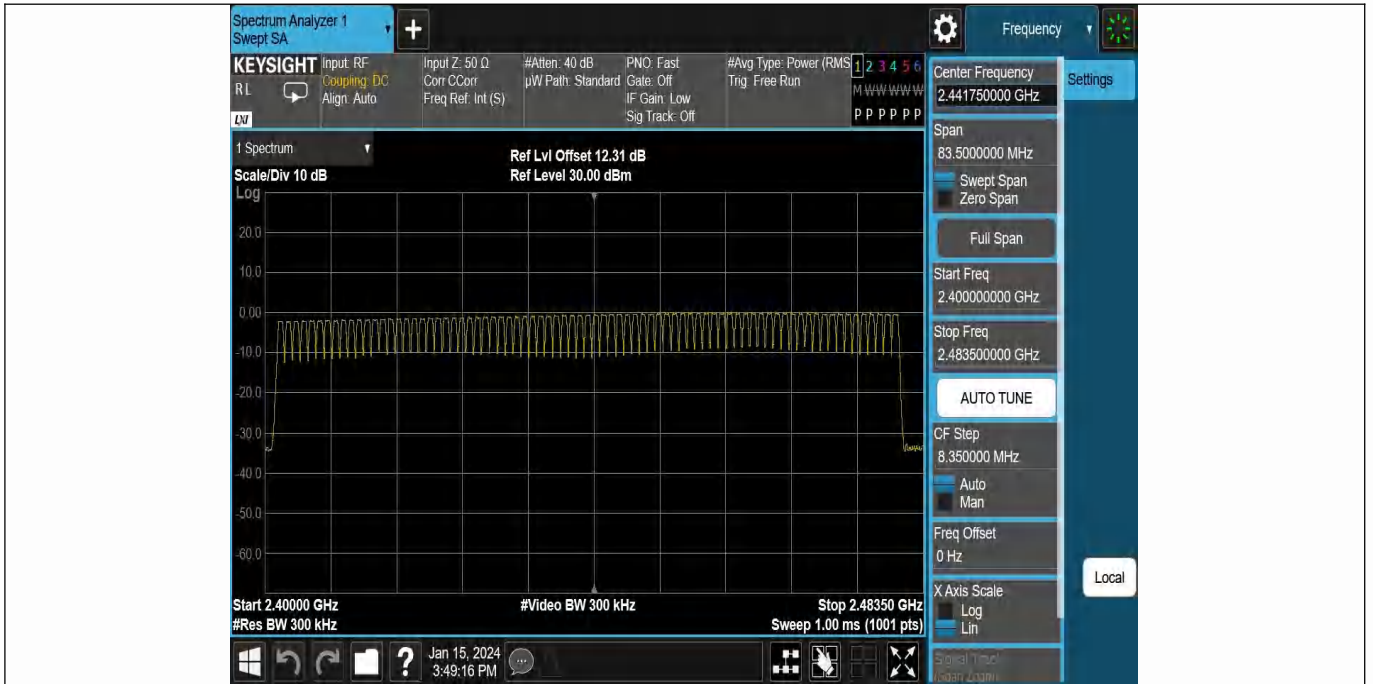 Spectrum Analyzer 1
Swept SA
+
Frequency
KEYSIGHT
RL
LXI
Input: RF
Coupling: DC
Align: Auto
Input Z: 50 Ω
Corr CCorr
Freq Ref: Int (S)
#Atten: 40 dB
µW Path: Standard
PNO: Fast
Gate: Off
IF Gain: Low
Sig Track: Off
#Avg Type: Power (RMS
Trig: Free Run
1 2 3 4 5 6
M W W W W W
P P P P P P
Center Frequency
2.441750000 GHz
Settings
Span
83.5000000 MHz
Swept Span
Zero Span
Full Span
Start Freq
2.400000000 GHz
Stop Freq
2.483500000 GHz
AUTO TUNE
CF Step
8.350000 MHz
Auto
Man
Freq Offset
0 Hz
X Axis Scale
Log
Lin
Signal Track
(Span Zoom)
Local
1 Spectrum
Scale/Div 10 dB
Log
Ref Lvl Offset 12.31 dB
Ref Level 30.00 dBm
20.0
10.0
0.00
-10.0
-20.0
-30.0
-40.0
-50.0
-60.0
Start 2.40000 GHz
#Res BW 300 kHz
#Video BW 300 kHz
Stop 2.48350 GHz
Sweep 1.00 ms (1001 pts)
?
Jan 15, 2024
3:49:16 PM